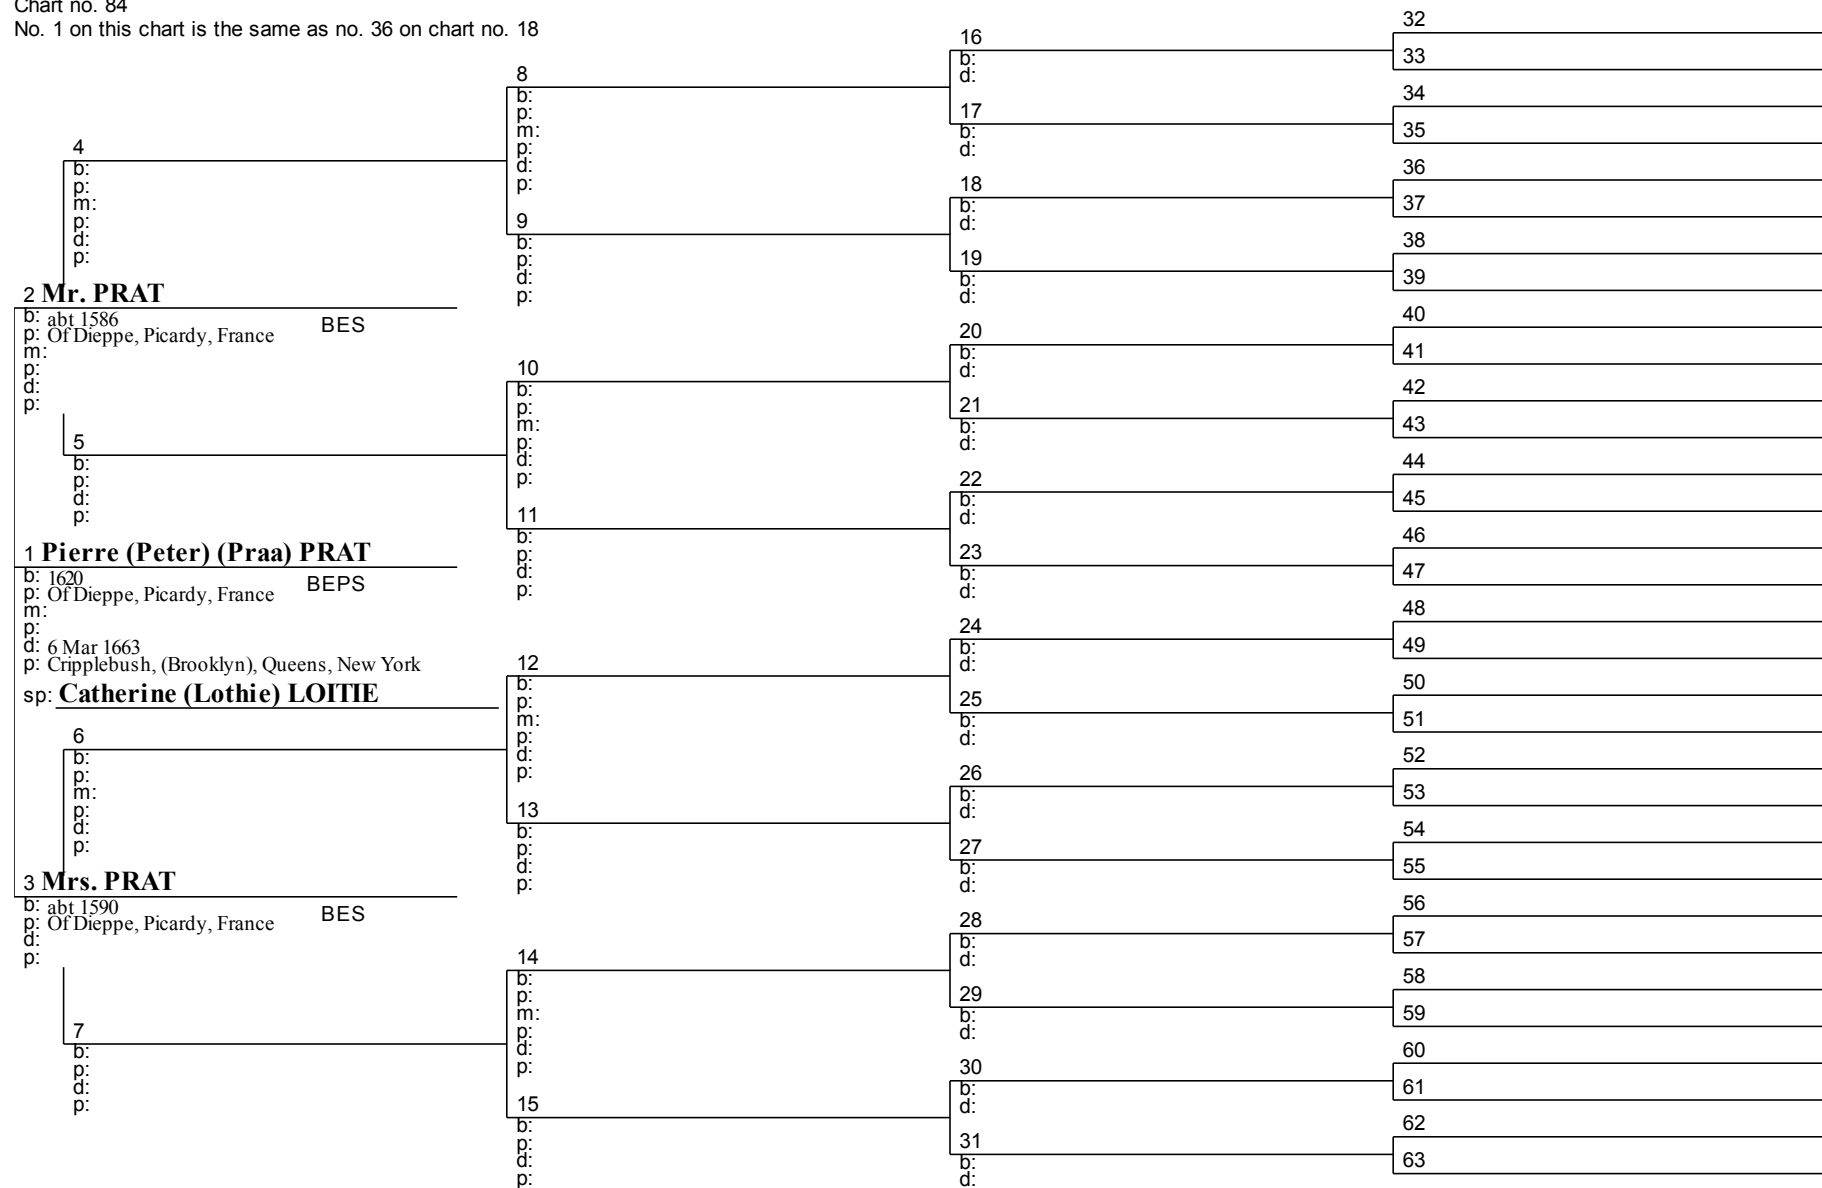 Chart no. 84
No. 1 on this chart is the same as no. 36 on chart no. 18
4
b:
p:
m:
p:
d:
p:
2 Mr. PRAT
b: abt 1586
p: Of Dieppe, Picardy, France BES
m:
p:
d:
p:
5
b:
p:
d:
p:
1 Pierre (Peter) (Praa) PRAT
b: 1620
p: Of Dieppe, Picardy, France BEPS
m:
p:
d: 6 Mar 1663
p: Cripplebush, (Brooklyn), Queens, New York
sp: Catherine (Lothie) LOITIE
6
b:
p:
m:
p:
d:
p:
3 Mrs. PRAT
b: abt 1590
p: Of Dieppe, Picardy, France BES
d:
p:
7
b:
p:
d:
p:
8
b:
p:
m:
p:
d:
p:
9
b:
p:
d:
p:
10
b:
p:
m:
p:
d:
p:
11
b:
p:
d:
p:
12
b:
p:
m:
p:
d:
p:
13
b:
p:
d:
p:
14
b:
p:
m:
p:
d:
p:
15
b:
p:
d:
p:
16
b:
d:
17
b:
d:
18
b:
d:
19
b:
d:
20
b:
d:
21
b:
d:
22
b:
d:
23
b:
d:
24
b:
d:
25
b:
d:
26
b:
d:
27
b:
d:
28
b:
d:
29
b:
d:
30
b:
d:
31
b:
d:
32
33
34
35
36
37
38
39
40
41
42
43
44
45
46
47
48
49
50
51
52
53
54
55
56
57
58
59
60
61
62
63